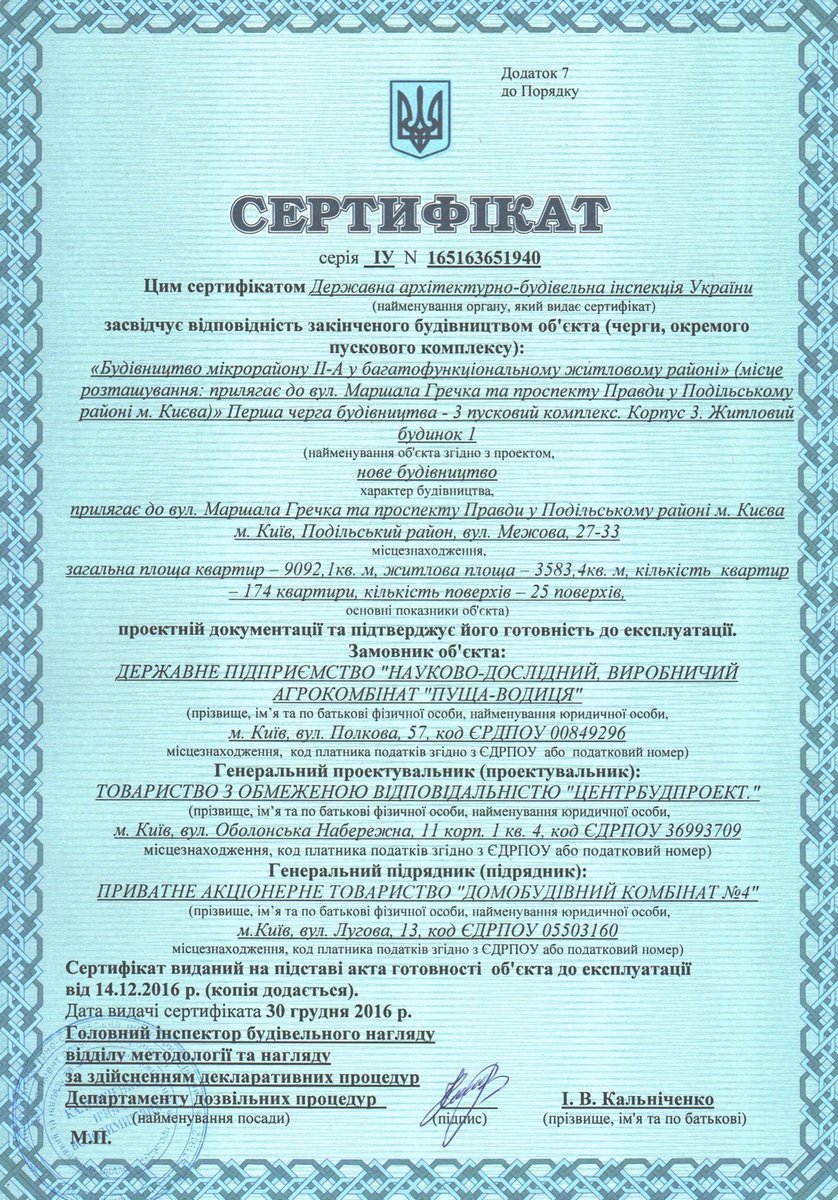 Додаток 7
до Порядку
СЕРТИФІКАТ
серія ІУ N 165163651940
Цим сертифікатом Державна архітектурно-будівельна інспекція України
(найменування органу, який видає сертифікат)
засвідчує відповідність закінченого будівництвом об'єкта (черги, окремого
пускового комплексу):
«Будівництво мікрорайону ІІ-А у багатофункціональному житловому районі» (місце
розташування: прилягає до вул. Маршала Гречка та проспекту Правди у Подільському
районі м. Києва)» Перша черга будівництва - 3 пусковий комплекс. Корпус 3. Житловий
будинок 1
(найменування об'єкта згідно з проектом,
нове будівництво
характер будівництва,
прилягає до вул. Маршала Гречка та проспекту Правди у Подільському районі м. Києва
м. Київ, Подільський район, вул. Межова, 27-33
місцезнаходження,
загальна площа квартир – 9092,1кв. м, житлова площа – 3583,4кв. м, кількість квартир
– 174 квартири, кількість поверхів – 25 поверхів,
основні показники об'єкта)
проектній документації та підтверджує його готовність до експлуатації.
Замовник об'єкта:
ДЕРЖАВНЕ ПІДПРИЄМСТВО "НАУКОВО-ДОСЛІДНИЙ, ВИРОБНИЧИЙ
АГРОКОМБІНАТ "ПУЩА-ВОДИЦЯ"
(прізвище, ім’я та по батькові фізичної особи, найменування юридичної особи,
м. Київ, вул. Полкова, 57, код ЄРДПОУ 00849296
місцезнаходження, код платника податків згідно з ЄДРПОУ або податковий номер)
Генеральний проектувальник (проектувальник):
ТОВАРИСТВО З ОБМЕЖЕНОЮ ВІДПОВІДАЛЬНІСТЮ "ЦЕНТРБУДПРОЕКТ."
(прізвище, ім’я та по батькові фізичної особи, найменування юридичної особи,
м. Київ, вул. Оболонська Набережна, 11 корп. 1 кв. 4, код ЄДРПОУ 36993709
місцезнаходження, код платника податків згідно з ЄДРПОУ або податковий номер)
Генеральний підрядник (підрядник):
ПРИВАТНЕ АКЦІОНЕРНЕ ТОВАРИСТВО "ДОМОБУДІВНИЙ КОМБІНАТ №4"
(прізвище, ім’я та по батькові фізичної особи, найменування юридичної особи,
м.Київ, вул. Лугова, 13, код ЄДРПОУ 05503160
місцезнаходження, код платника податків згідно з ЄДРПОУ або податковий номер)
Сертифікат виданий на підставі акта готовності об'єкта до експлуатації
від 14.12.2016 р. (копія додається).
Дата видачі сертифіката 30 грудня 2016 р.
Головний інспектор будівельного нагляду
відділу методології та нагляду
за здійсненням декларативних процедур
Департаменту дозвільних процедур І. В. Кальніченко
(найменування посади) (підпис) (прізвище, ім'я та по батькові)
М.П.